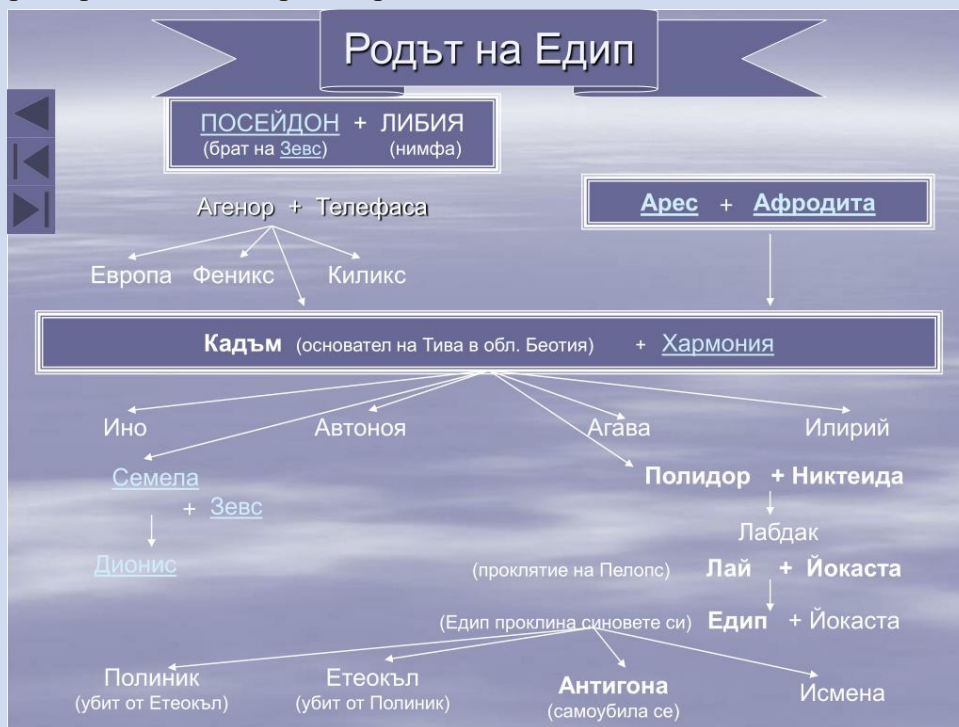 Родът на Едип
ПОСЕЙДОН + ЛИБИЯ
(брат на Зевс) (нимфа)
Агенор + Телефаса
Арес + Афродита
Европа Феникс Киликс
Кадъм (основател на Тива в обл. Беотия) + Хармония
Ино Автоноя Агава Илирий
Семела
+ Зевс
Полидор + Никтеида
Лабдак
Дионис
(проклятие на Пелопс) Лай + Йокаста
(Едип проклина синовете си) Едип + Йокаста
Полиник Етеокъл Антигона Исмена
(убит от Етеокъл) (убит от Полиник) (самоубила се)